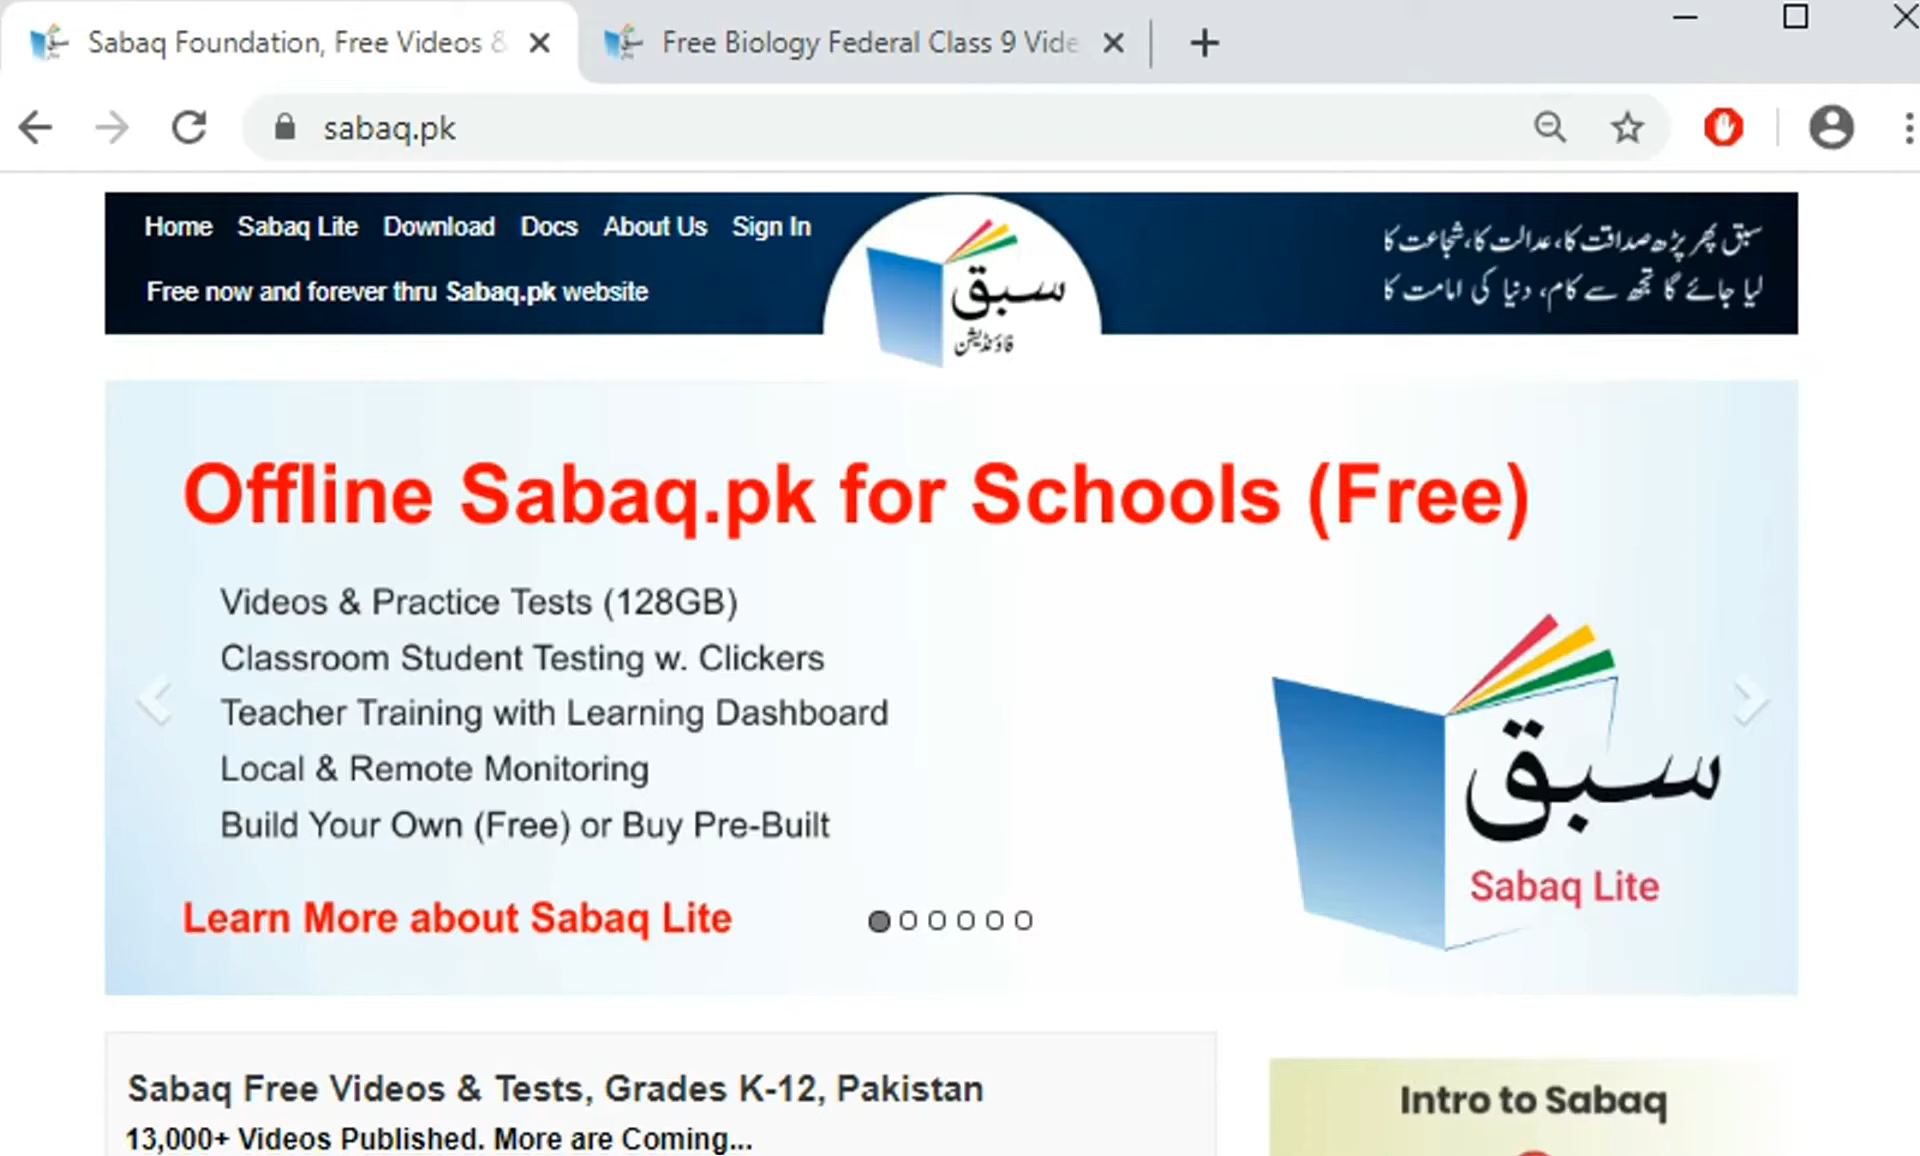 Sabaq Foundation, Free Videos &
Free Biology Federal Class 9 Vide
sabaq.pk
Home Sabaq Lite Download Docs About Us Sign In
Free now and forever thru Sabaq.pk website
سبق
فاؤنڈیشن
سبق پھر پڑھ صداقت کا، عدالت کا، شجاعت کا
لیا جائے گا تجھ سے کام، دنیا کی امامت کا
Offline Sabaq.pk for Schools (Free)
Videos & Practice Tests (128GB)
Classroom Student Testing w. Clickers
Teacher Training with Learning Dashboard
Local & Remote Monitoring
Build Your Own (Free) or Buy Pre-Built
Learn More about Sabaq Lite
سبق
Sabaq Lite
Sabaq Free Videos & Tests, Grades K-12, Pakistan
13,000+ Videos Published. More are Coming...
Intro to Sabaq